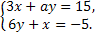 3x + ay = 15,
6y + x = −5.